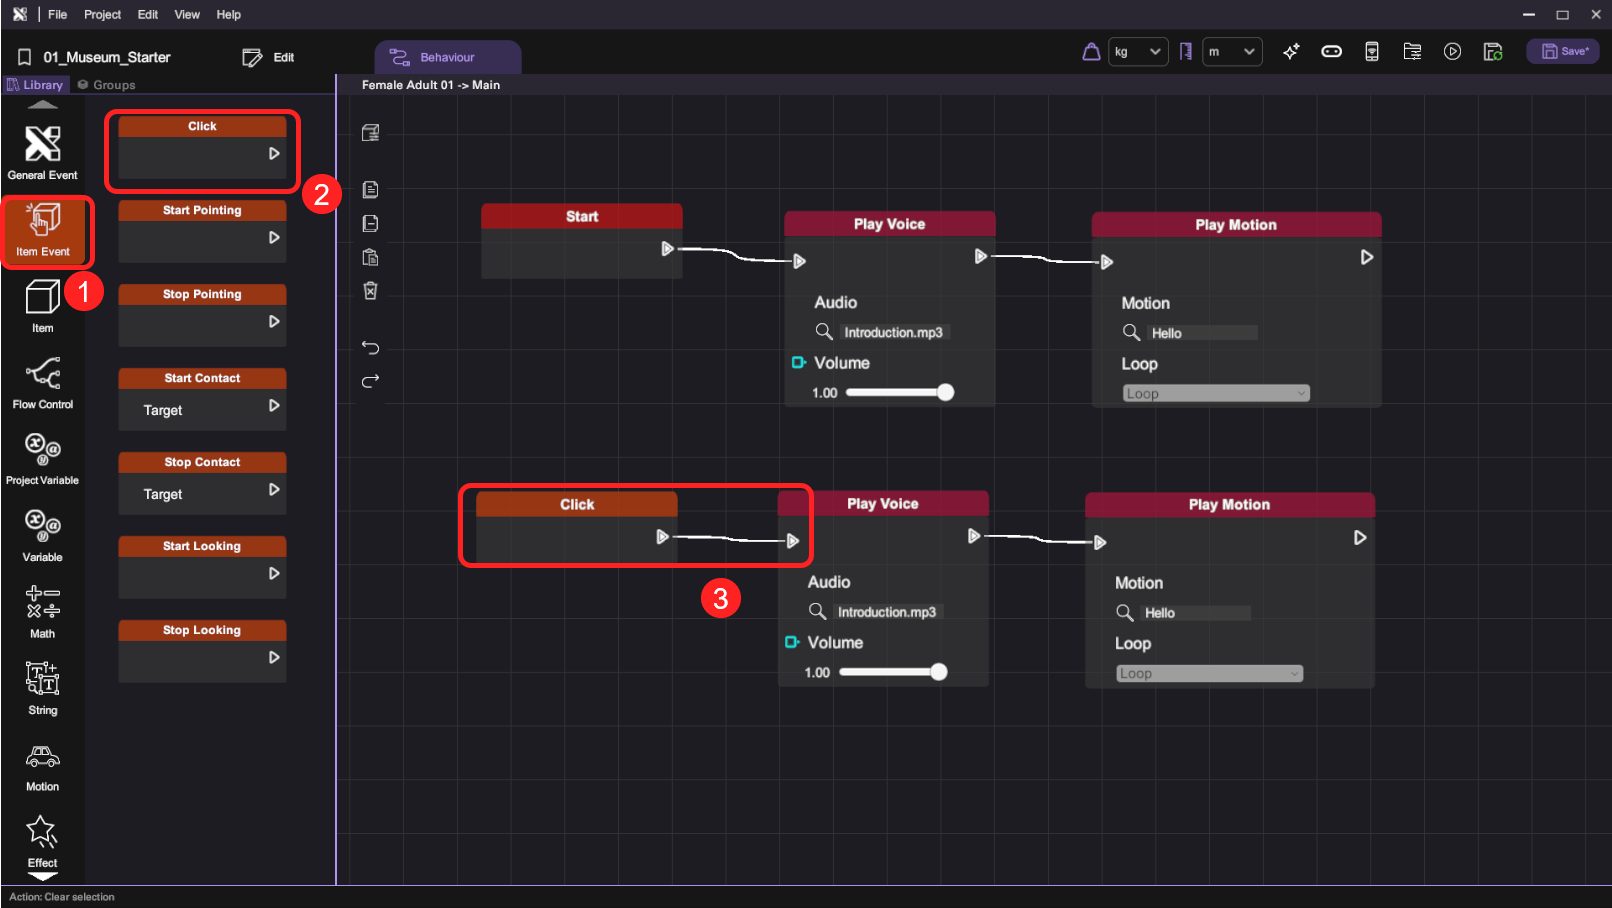 File Project Edit View Help
01_Museum_Starter Edit Behaviour kg m Save*
Library Groups
Female Adult 01 -> Main
General Event
Item Event
1
Item
Flow Control
Project Variable
Variable
Math
String
Motion
Effect
Click
2
Start Pointing
Stop Pointing
Start Contact
Target
Stop Contact
Target
Start Looking
Stop Looking
Start
Play Voice
Audio
Introduction.mp3
Volume
1.00
Play Motion
Motion
Hello
Loop
Loop
Click
3
Play Voice
Audio
Introduction.mp3
Volume
1.00
Play Motion
Motion
Hello
Loop
Loop
Action: Clear selection